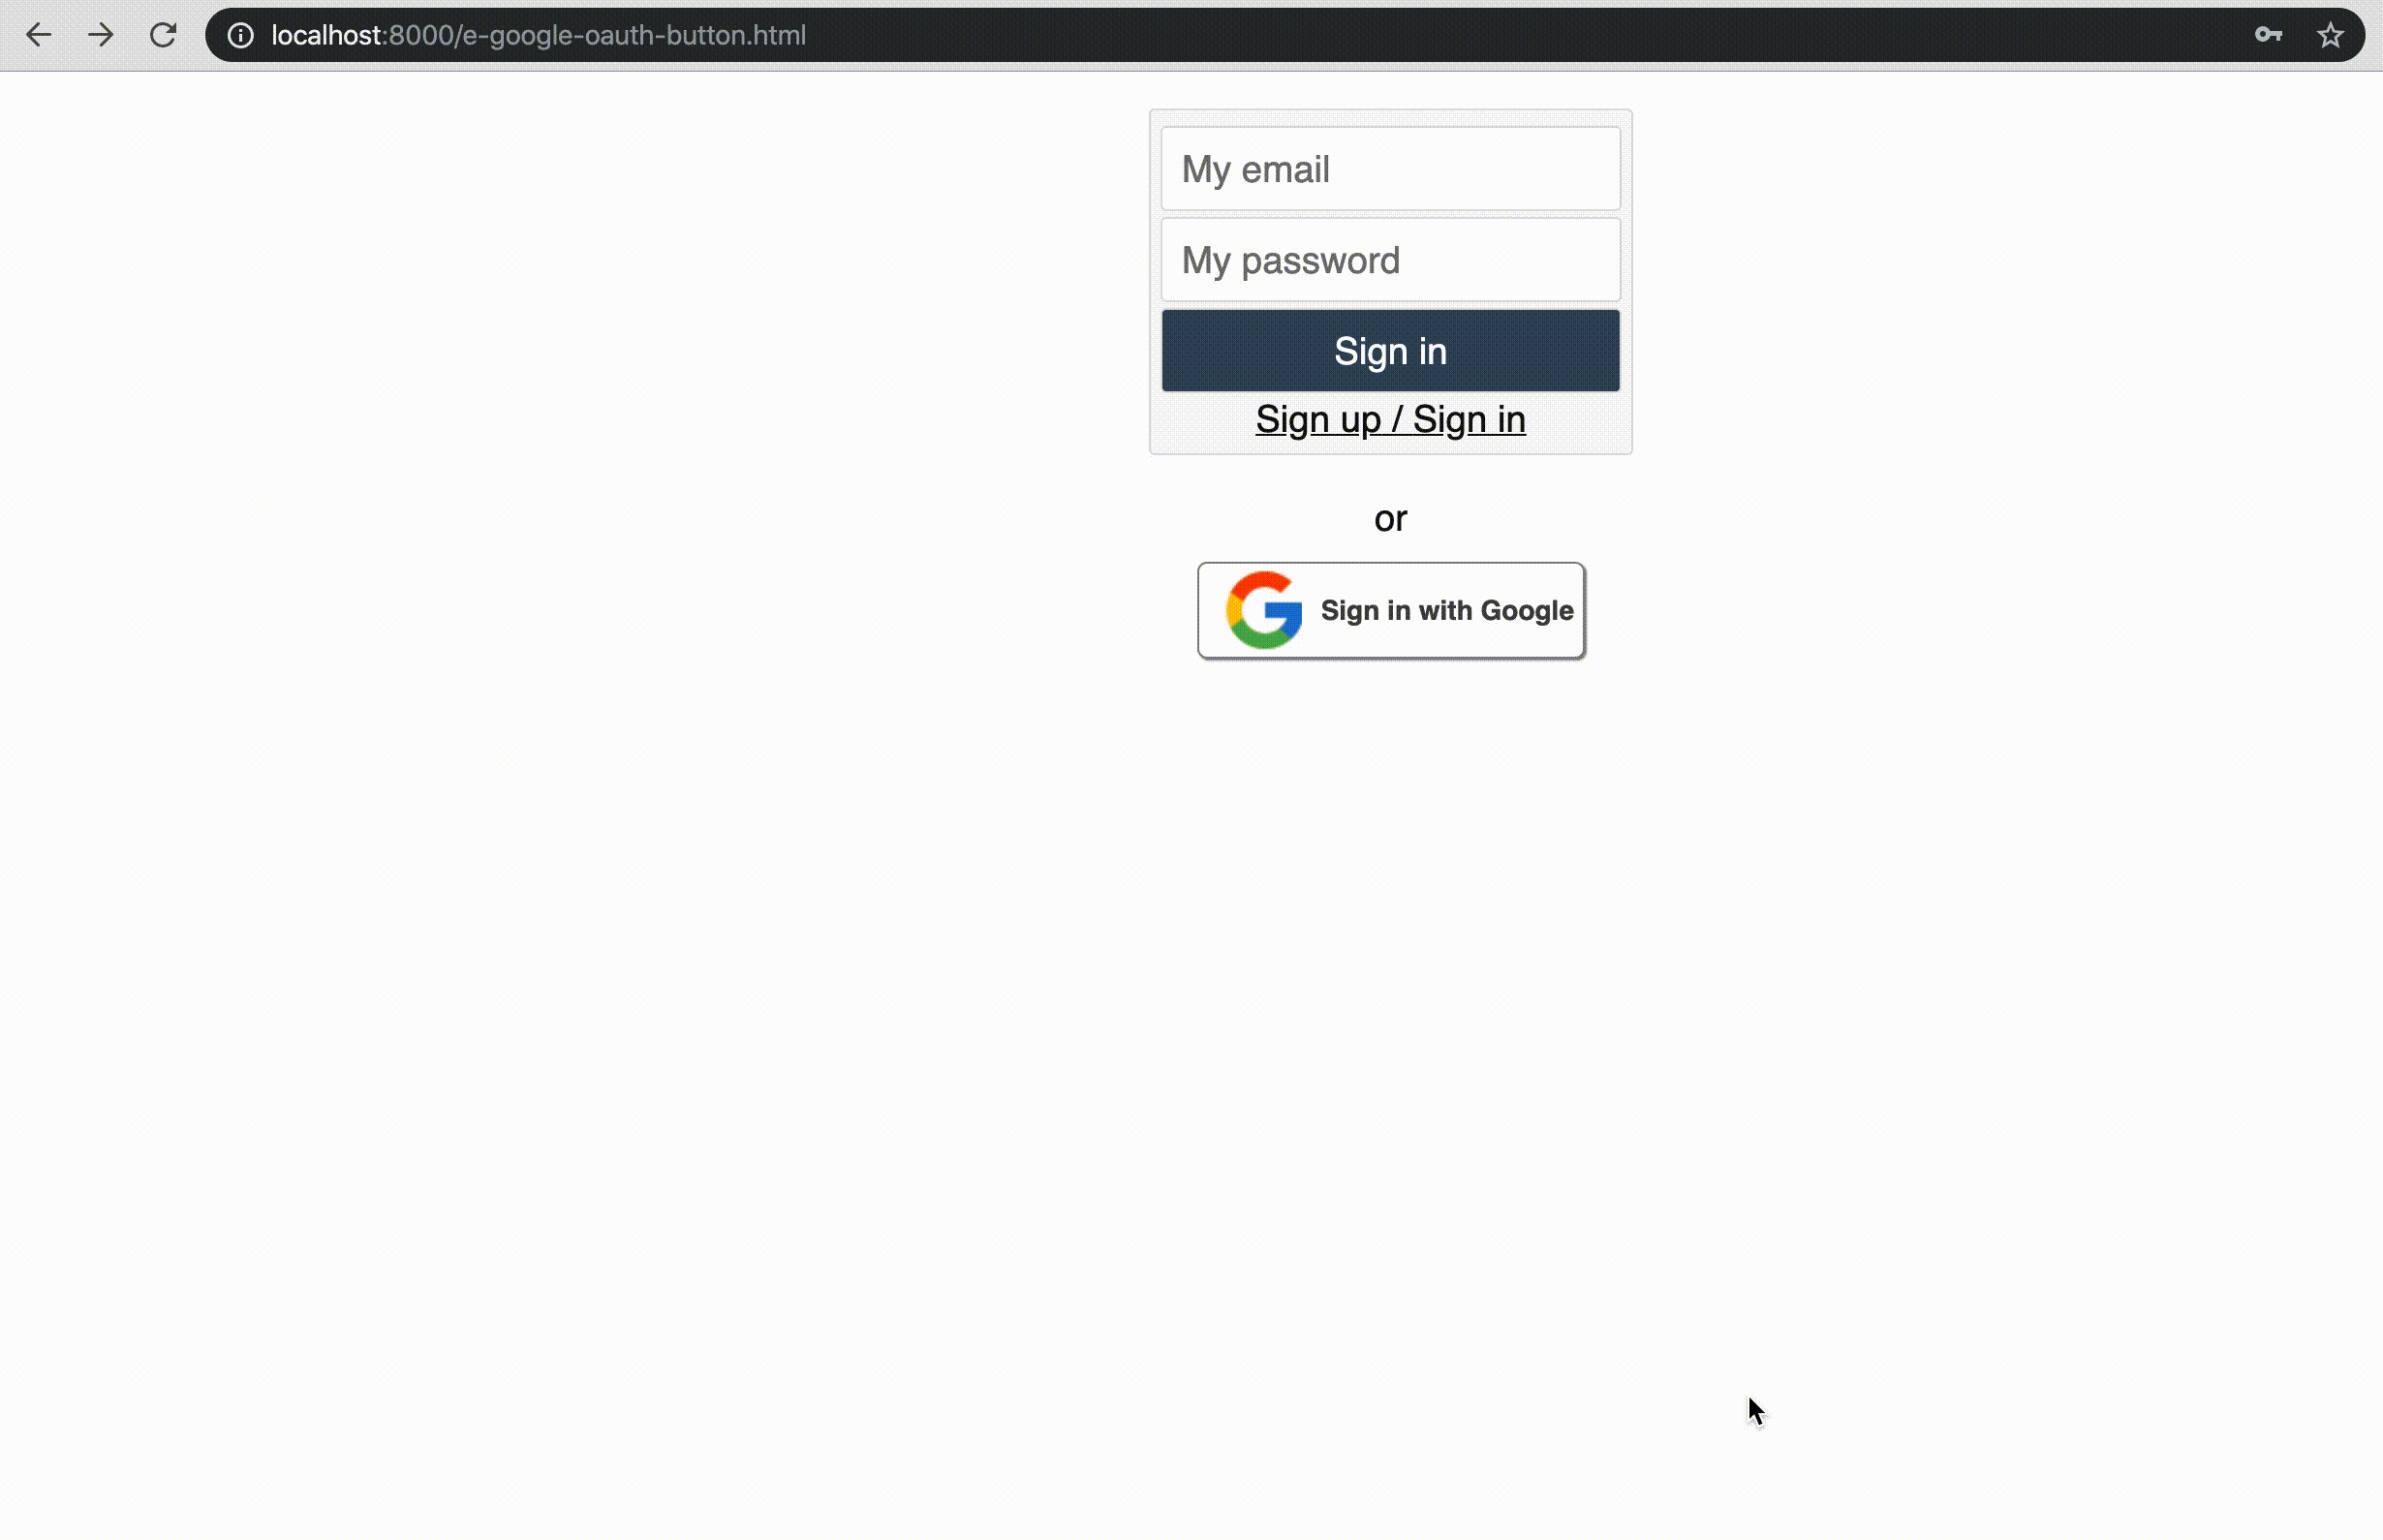 localhost:8000/e-google-oauth-button.html
My email
My password
Sign in
Sign up / Sign in
or
Sign in with Google